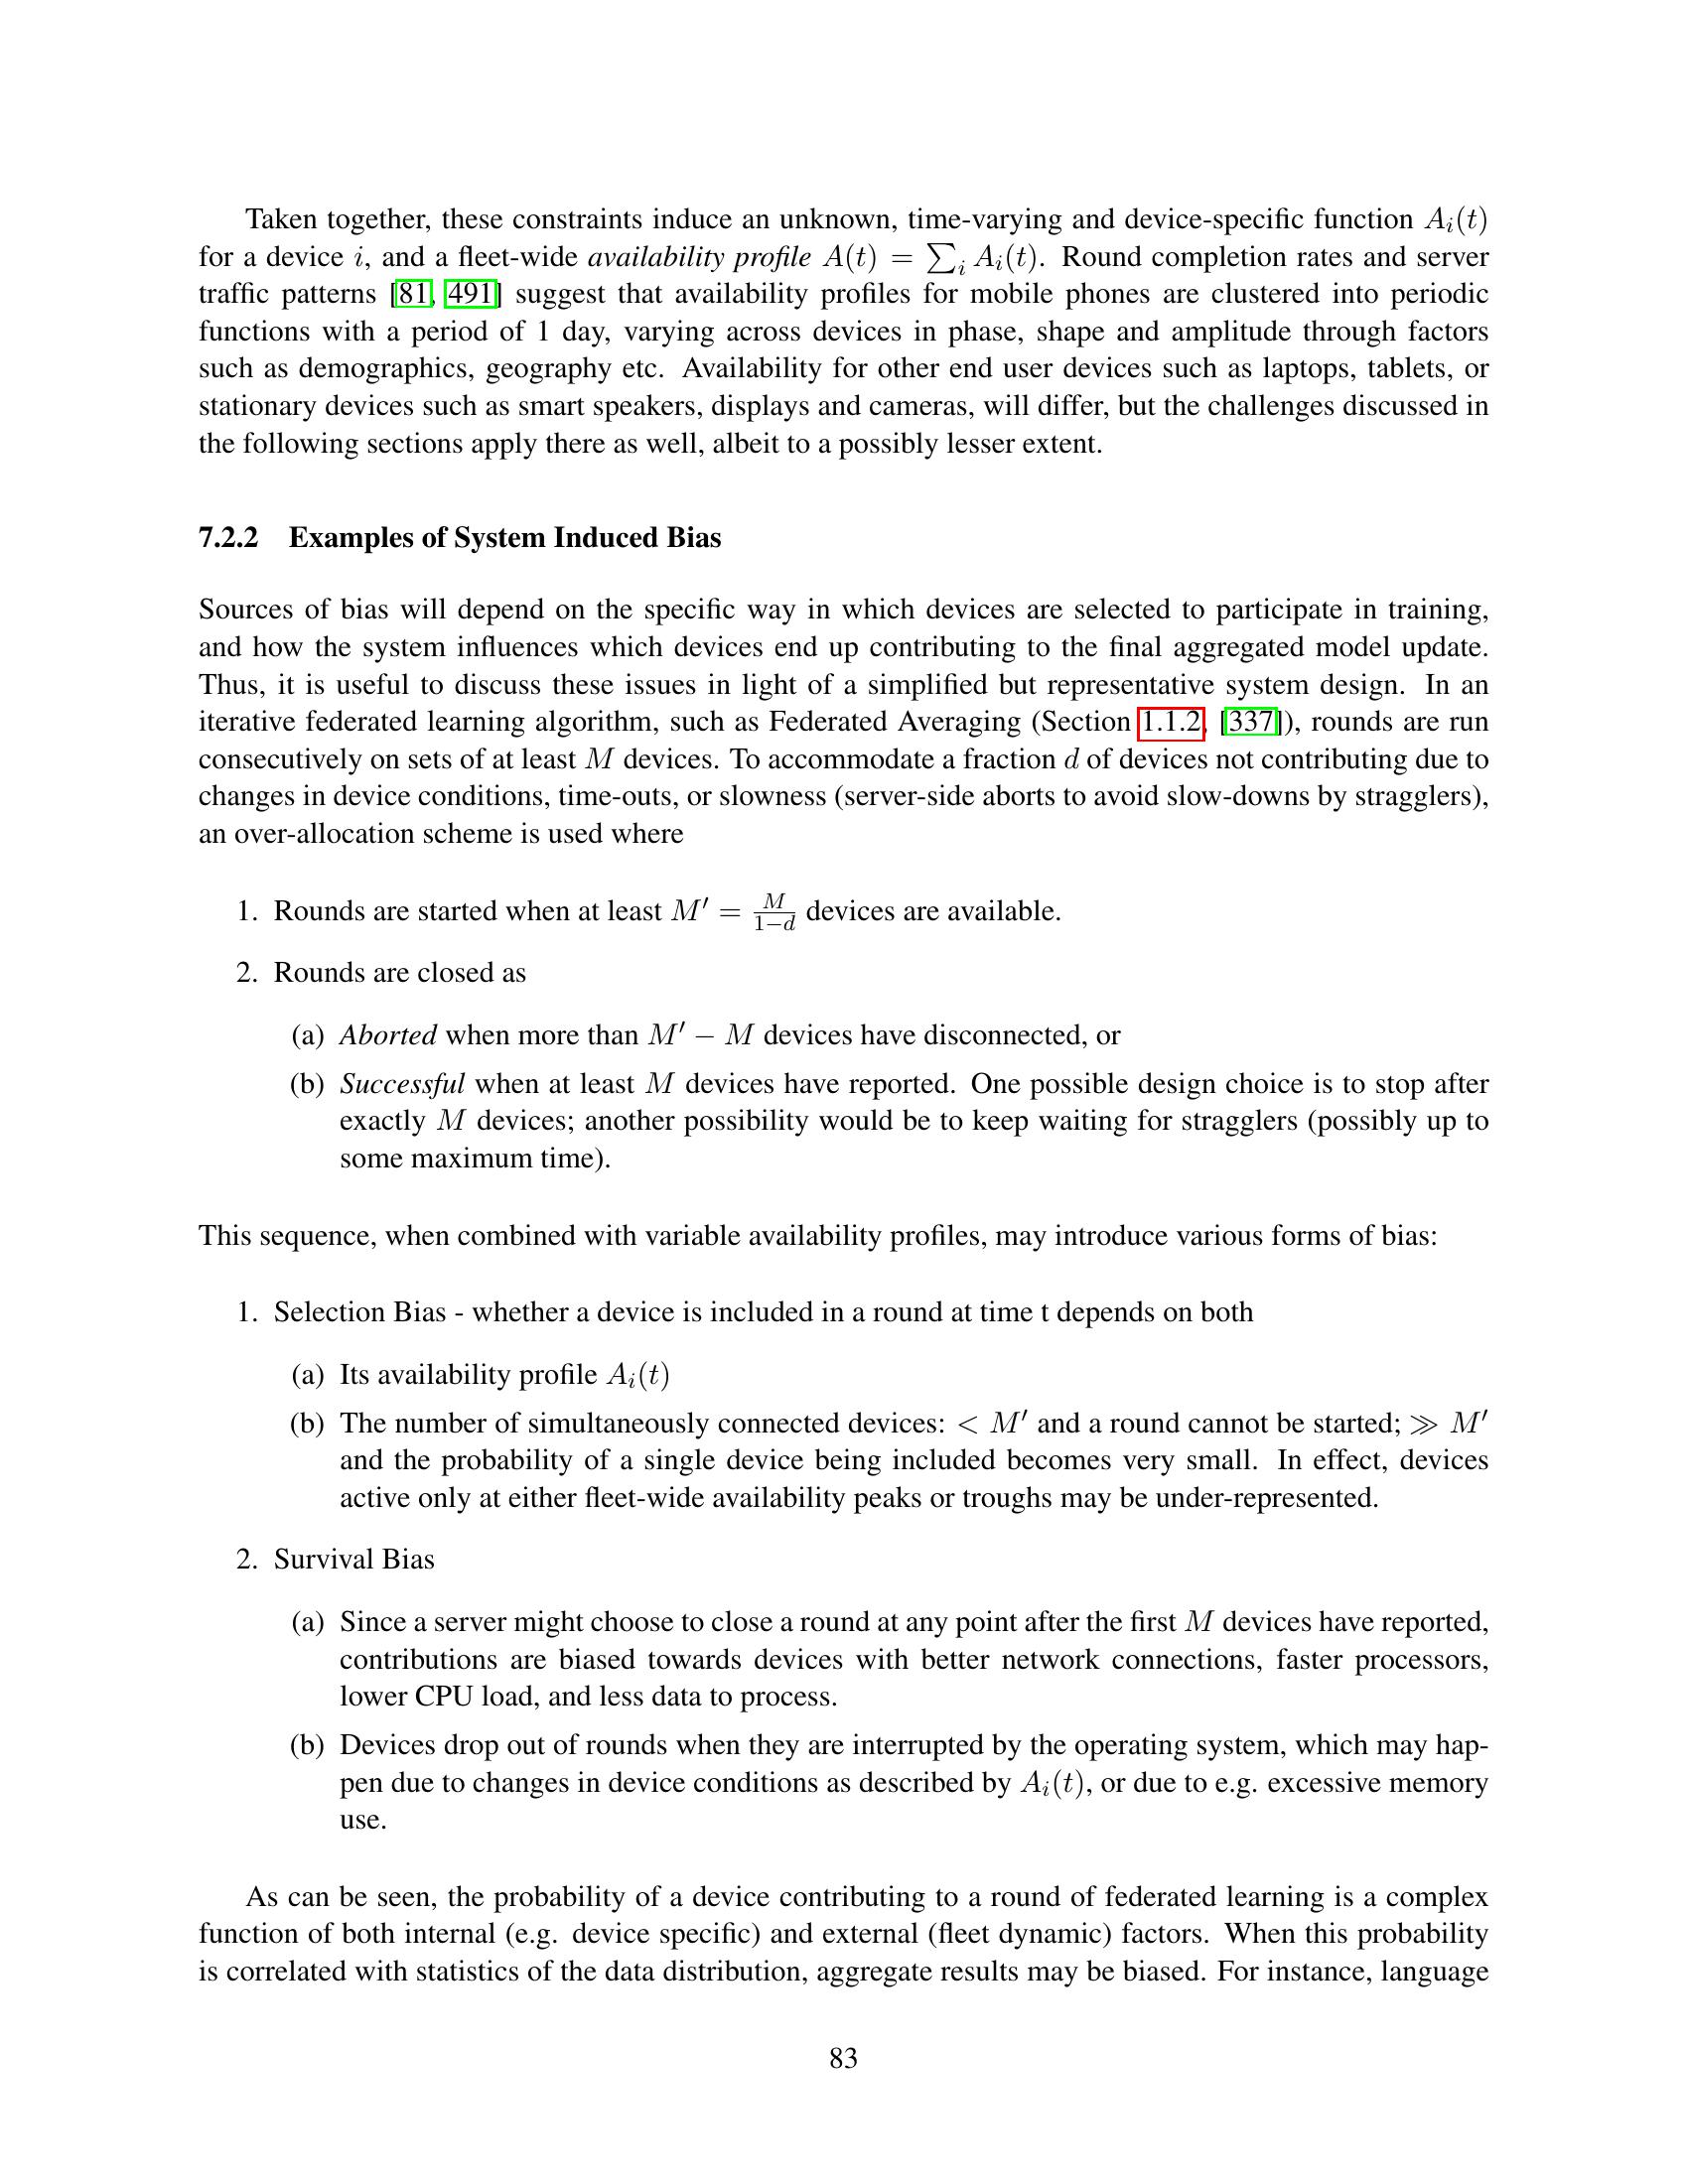 Taken together, these constraints induce an unknown, time-varying and device-specific function A_i(t)
for a device i, and a fleet-wide availability profile A(t) = ∑_i A_i(t). Round completion rates and server
traffic patterns [81, 491] suggest that availability profiles for mobile phones are clustered into periodic
functions with a period of 1 day, varying across devices in phase, shape and amplitude through factors
such as demographics, geography etc. Availability for other end user devices such as laptops, tablets, or
stationary devices such as smart speakers, displays and cameras, will differ, but the challenges discussed in
the following sections apply there as well, albeit to a possibly lesser extent.
7.2.2 Examples of System Induced Bias
Sources of bias will depend on the specific way in which devices are selected to participate in training,
and how the system influences which devices end up contributing to the final aggregated model update.
Thus, it is useful to discuss these issues in light of a simplified but representative system design. In an
iterative federated learning algorithm, such as Federated Averaging (Section 1.1.2, [337]), rounds are run
consecutively on sets of at least M devices. To accommodate a fraction d of devices not contributing due to
changes in device conditions, time-outs, or slowness (server-side aborts to avoid slow-downs by stragglers),
an over-allocation scheme is used where
1. Rounds are started when at least M′ = M/(1−d) devices are available.
2. Rounds are closed as
(a) Aborted when more than M′ − M devices have disconnected, or
(b) Successful when at least M devices have reported. One possible design choice is to stop after
exactly M devices; another possibility would be to keep waiting for stragglers (possibly up to
some maximum time).
This sequence, when combined with variable availability profiles, may introduce various forms of bias:
1. Selection Bias - whether a device is included in a round at time t depends on both
(a) Its availability profile A_i(t)
(b) The number of simultaneously connected devices: < M′ and a round cannot be started; ≫ M′
and the probability of a single device being included becomes very small. In effect, devices
active only at either fleet-wide availability peaks or troughs may be under-represented.
2. Survival Bias
(a) Since a server might choose to close a round at any point after the first M devices have reported,
contributions are biased towards devices with better network connections, faster processors,
lower CPU load, and less data to process.
(b) Devices drop out of rounds when they are interrupted by the operating system, which may hap-
pen due to changes in device conditions as described by A_i(t), or due to e.g. excessive memory
use.
As can be seen, the probability of a device contributing to a round of federated learning is a complex
function of both internal (e.g. device specific) and external (fleet dynamic) factors. When this probability
is correlated with statistics of the data distribution, aggregate results may be biased. For instance, language
83